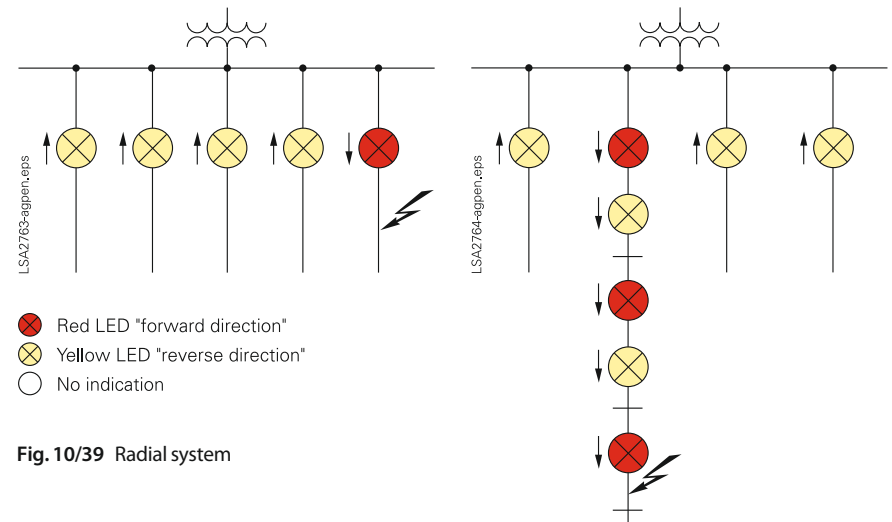 LSA2763-agpen.eps
LSA2764-agpen.eps
Red LED "forward direction"
Yellow LED "reverse direction"
No indication
Fig. 10/39 Radial system